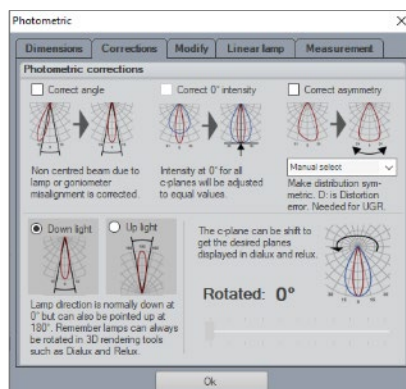 Photometric
Dimensions Corrections Modify Linear lamp Measurement
Photometric corrections
Correct angle
Non centred beam due to
lamp or goniometer
misalignment is corrected.
Correct 0° intensity
Intensity at 0° for all
c-planes will be adjusted
to equal values.
Correct asymmetry
Manual select
Make distribution sym-
metric. D: is Distortion
error. Needed for UGR.
Down light
Up light
Lamp direction is normally down at
0° but can also be pointed up at
180°. Remember lamps can always
be rotated in 3D rendering tools
such as Dialux and Relux.
The c-plane can be shift to
get the desired planes
displayed in dialux and relux.
Rotated: 0°
Ok